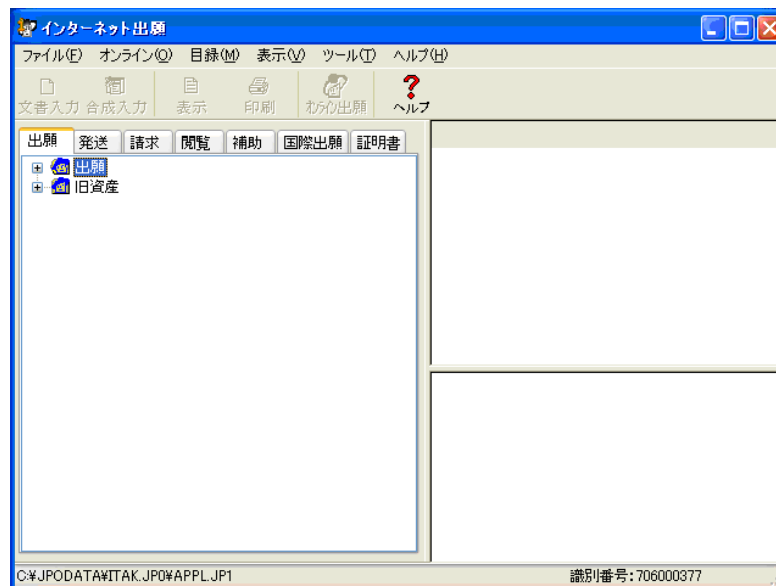 インターネット出願
ファイル(F) オンライン(O) 目録(M) 表示(V) ツール(T) ヘルプ(H)
文書入力 合成入力 表示 印刷 オンライン出願 ヘルプ
出願 発送 請求 閲覧 補助 国際出願 証明書
出願
旧資産
C:¥JPODATA¥ITAK.JP0¥APPL.JP1 識別番号:706000377